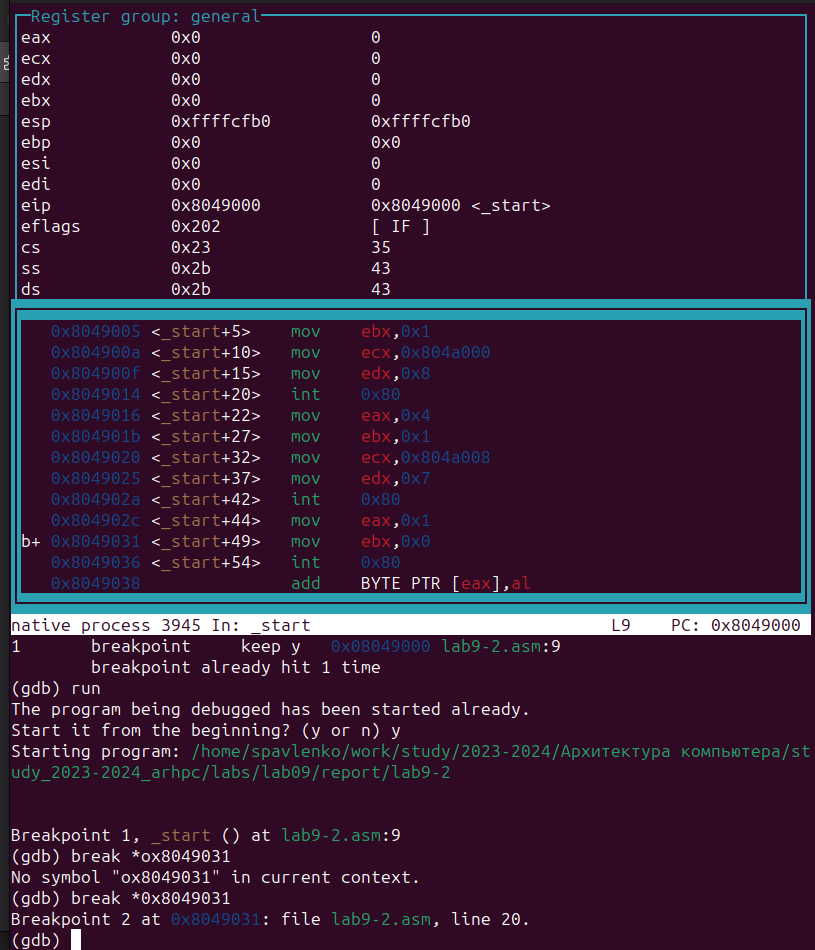 Register group: general
eax 0x0 0
ecx 0x0 0
edx 0x0 0
ebx 0x0 0
esp 0xffffcfb0 0xffffcfb0
ebp 0x0 0x0
esi 0x0 0
edi 0x0 0
eip 0x8049000 0x8049000 <_start>
eflags 0x202 [ IF ]
cs 0x23 35
ss 0x2b 43
ds 0x2b 43
0x8049005 <_start+5> mov ebx,0x1
0x804900a <_start+10> mov ecx,0x804a000
0x804900f <_start+15> mov edx,0x8
0x8049014 <_start+20> int 0x80
0x8049016 <_start+22> mov eax,0x4
0x804901b <_start+27> mov ebx,0x1
0x8049020 <_start+32> mov ecx,0x804a008
0x8049025 <_start+37> mov edx,0x7
0x804902a <_start+42> int 0x80
0x804902c <_start+44> mov eax,0x1
b+ 0x8049031 <_start+49> mov ebx,0x0
0x8049036 <_start+54> int 0x80
0x8049038 add BYTE PTR [eax],al
native process 3945 In: _start L9 PC: 0x8049000
1 breakpoint keep y 0x08049000 lab9-2.asm:9
breakpoint already hit 1 time
(gdb) run
The program being debugged has been started already.
Start it from the beginning? (y or n) y
Starting program: /home/spavlenko/work/study/2023-2024/Архитектура компьютера/st
udy_2023-2024_arhpc/labs/lab09/report/lab9-2
Breakpoint 1, _start () at lab9-2.asm:9
(gdb) break *ox8049031
No symbol "ox8049031" in current context.
(gdb) break *0x8049031
Breakpoint 2 at 0x8049031: file lab9-2.asm, line 20.
(gdb)